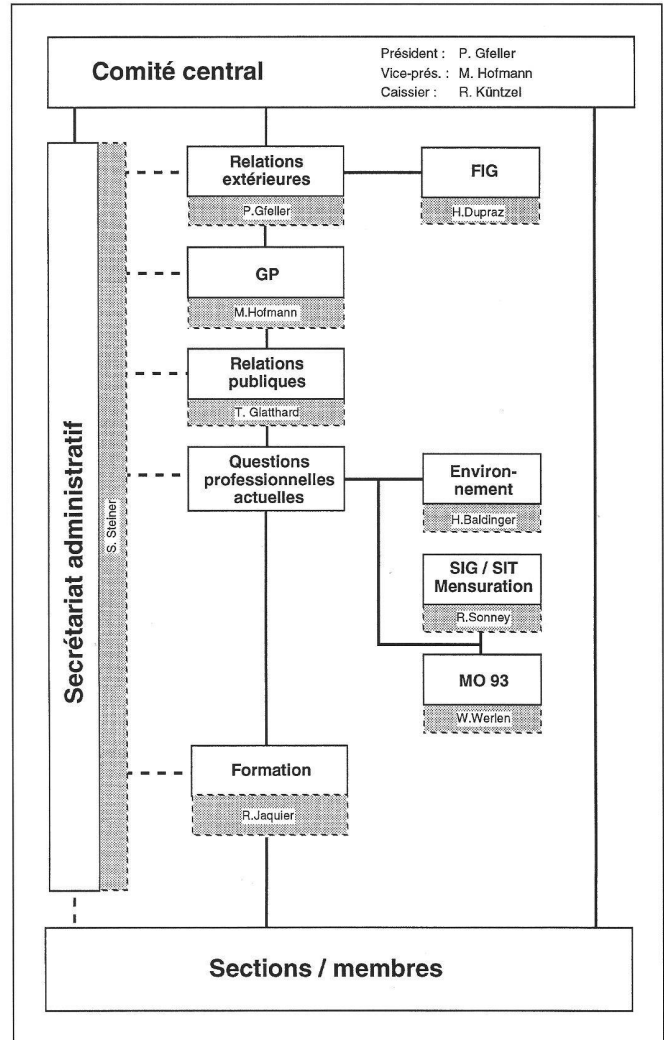 Comité central
Président : P. Gfeller
Vice-prés. : M. Hofmann
Caissier : R. Küntzel
Secrétariat administratif
S. Steiner
Relations
extérieures
P.Gfeller
FIG
H.Dupraz
GP
M.Hofmann
Relations
publiques
T. Glatthard
Questions
professionnelles
actuelles
Environ-
nement
H.Baldinger
SIG / SIT
Mensuration
R.Sonney
MO 93
W.Werlen
Formation
R.Jaquier
Sections / membres